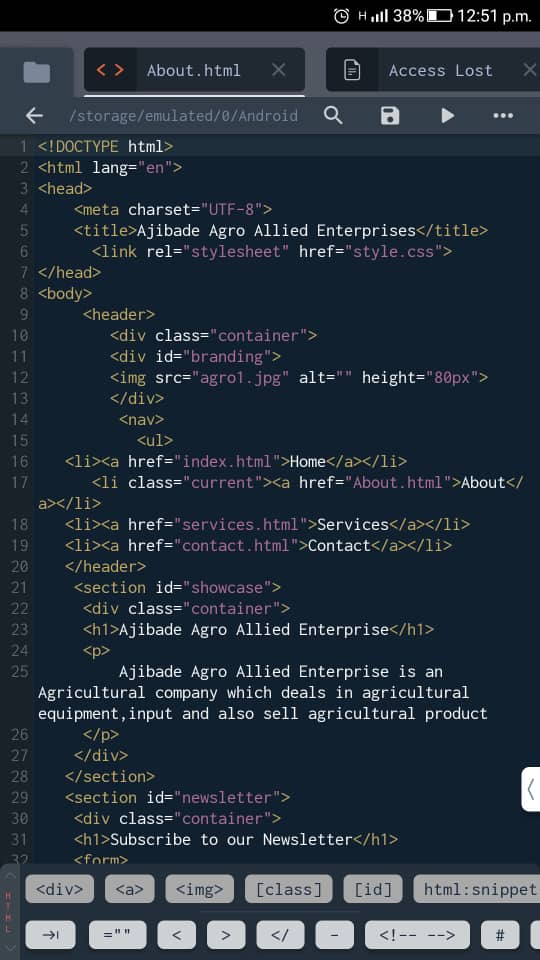 H 38% 12:51 p.m.
< > About.html × Access Lost ×
/storage/emulated/0/Android
1 <!DOCTYPE html>
2 <html lang="en">
3 <head>
4 <meta charset="UTF-8">
5 <title>Ajibade Agro Allied Enterprises</title>
6 <link rel="stylesheet" href="style.css">
7 </head>
8 <body>
9 <header>
10 <div class="container">
11 <div id="branding">
12 <img src="agro1.jpg" alt="" height="80px">
13 </div>
14 <nav>
15 <ul>
16 <li><a href="index.html">Home</a></li>
17 <li class="current"><a href="About.html">About</
a></li>
18 <li><a href="services.html">Services</a></li>
19 <li><a href="contact.html">Contact</a></li>
20 </header>
21 <section id="showcase">
22 <div class="container">
23 <h1>Ajibade Agro Allied Enterprise</h1>
24 <p>
25 Ajibade Agro Allied Enterprise is an
Agricultural company which deals in agricultural
equipment,input and also sell agricultural product
26 </p>
27 </div>
28 </section>
29 <section id="newsletter">
30 <div class="container">
31 <h1>Subscribe to our Newsletter</h1>
32 <form>
HTML
<div> <a> <img> [class] [id] html:snippet
="" < > </ - <!-- --> #